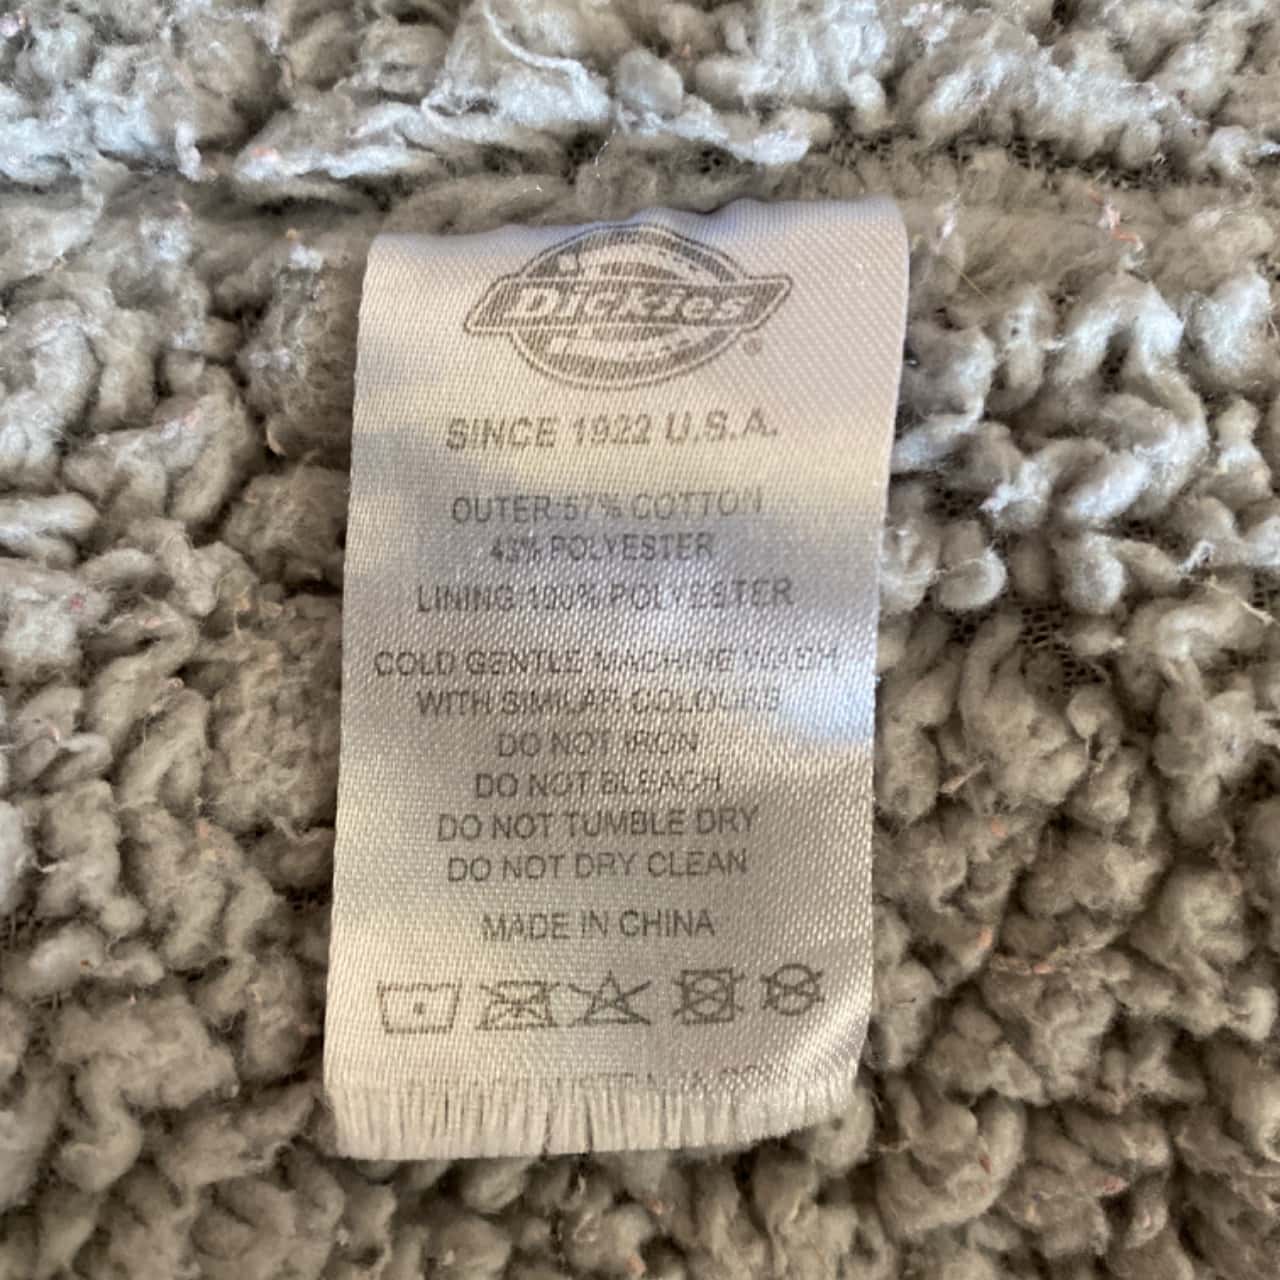 Dickies
®
SINCE 1922 U.S.A.
OUTER:57% COTTON
43% POLYESTER
LINING:100% POLYESTER
COLD GENTLE MACHINE WASH
WITH SIMILAR COLOURS
DO NOT IRON
DO NOT BLEACH
DO NOT TUMBLE DRY
DO NOT DRY CLEAN
MADE IN CHINA